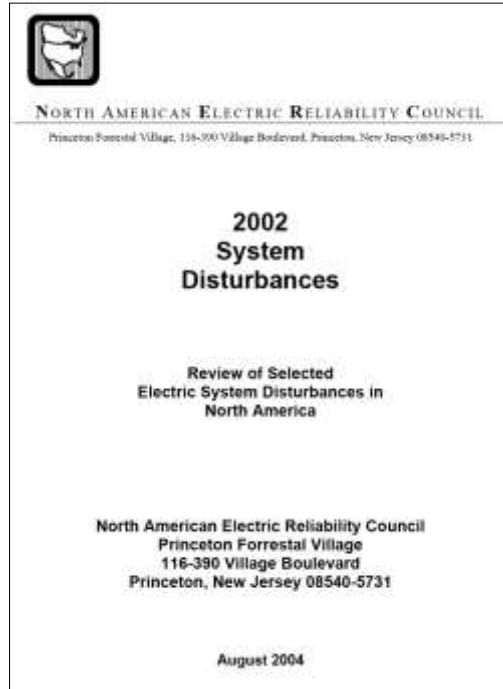 NORTH AMERICAN ELECTRIC RELIABILITY COUNCIL
Princeton Forrestal Village, 116-390 Village Boulevard, Princeton, New Jersey 08540-5731
2002
System
Disturbances
Review of Selected
Electric System Disturbances in
North America
North American Electric Reliability Council
Princeton Forrestal Village
116-390 Village Boulevard
Princeton, New Jersey 08540-5731
August 2004